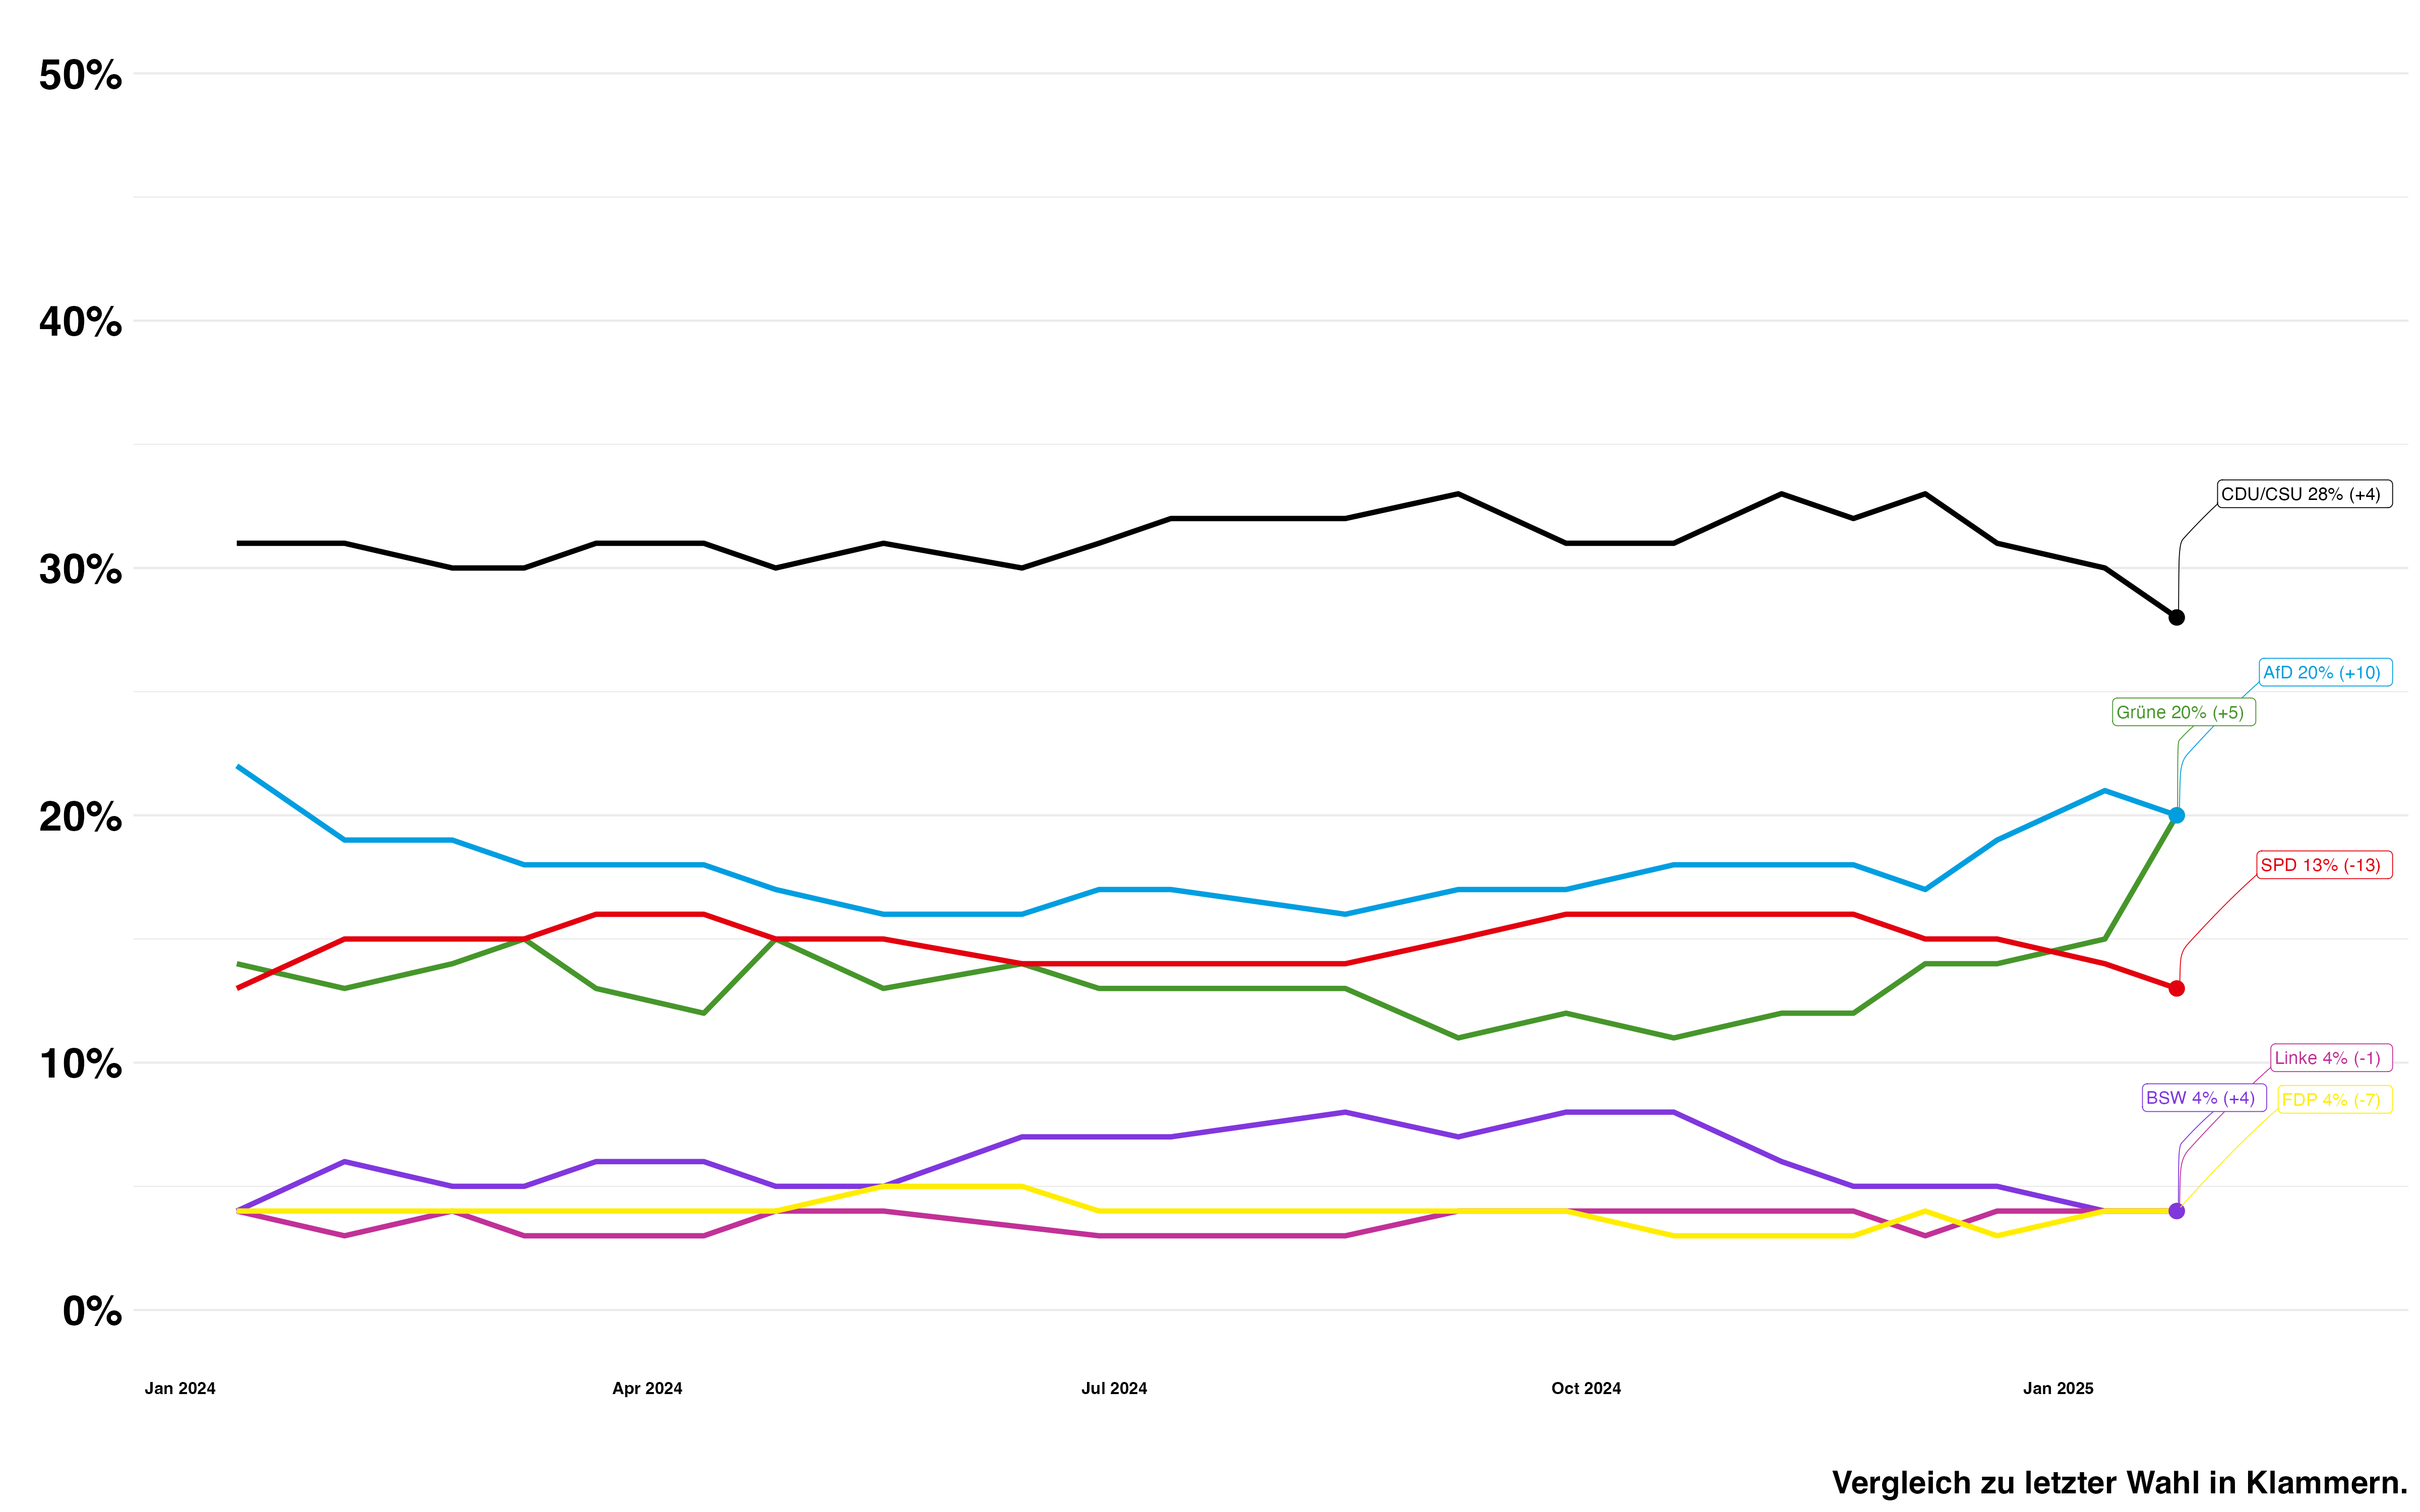 50%
40%
30%
20%
10%
0%
CDU/CSU 28% (+4)
AfD 20% (+10)
Grüne 20% (+5)
SPD 13% (-13)
Linke 4% (-1)
BSW 4% (+4)
FDP 4% (-7)
Jan 2024
Apr 2024
Jul 2024
Oct 2024
Jan 2025
Vergleich zu letzter Wahl in Klammern.